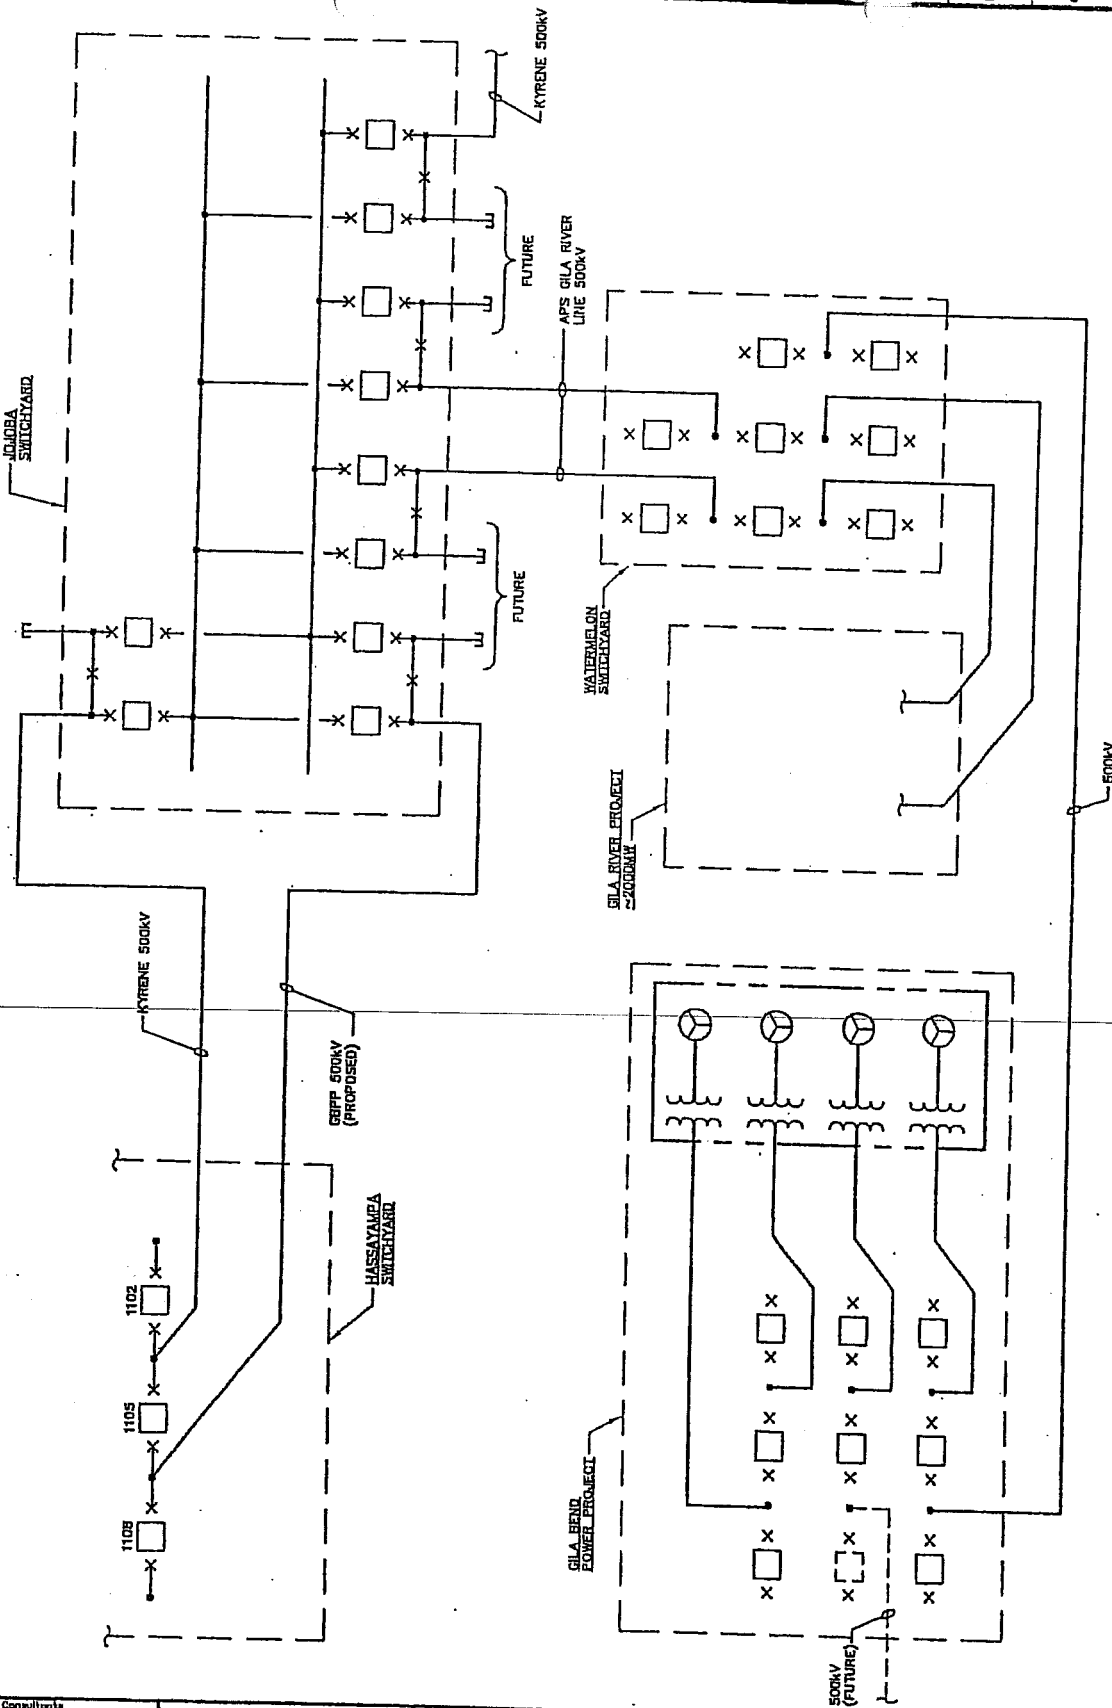 KYRENE 500kV
JOJOBA
SWITCHYARD
FUTURE
APS GILA RIVER
LINE 500kV
FUTURE
WATERMELON
SWITCHYARD
GILA RIVER PROJECT
≈2000MW
500kV
KYRENE 500kV
GBPP 500kV
(PROPOSED)
HASSAYAMPA
SWITCHYARD
1102
1105
1108
GILA BEND
POWER PROJECT
500kV
(FUTURE)
Consultants